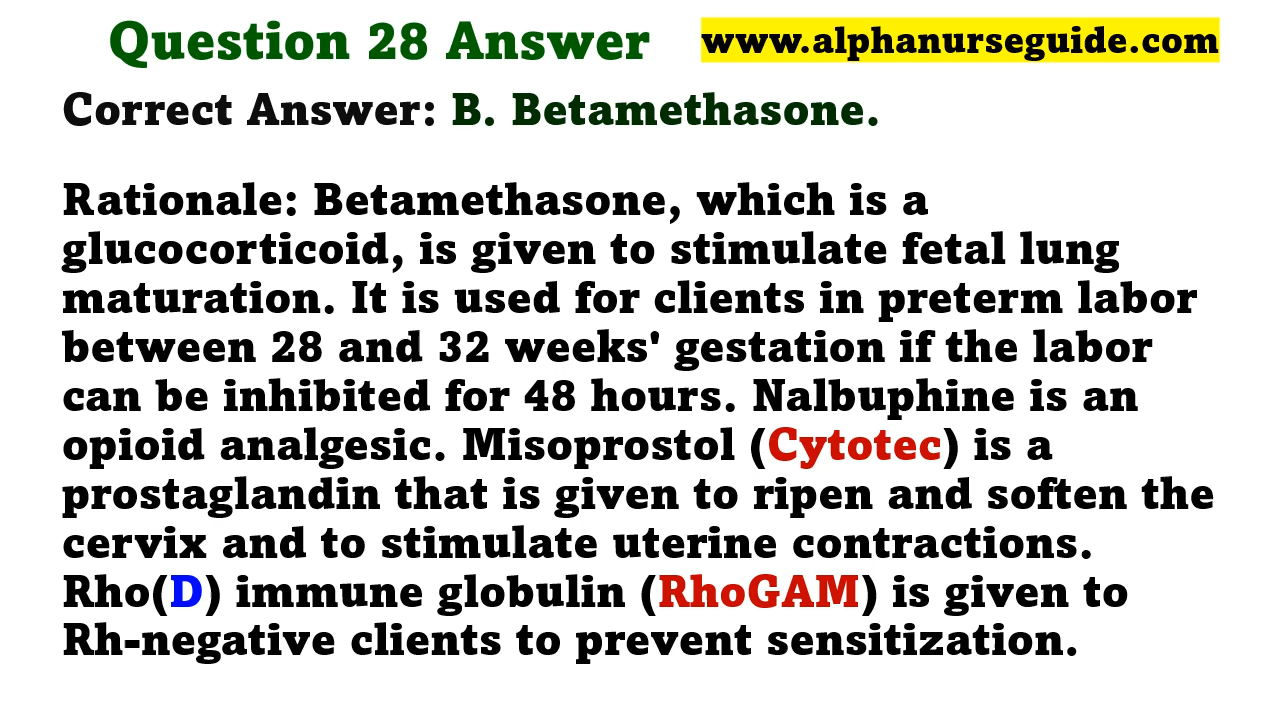 Question 28 Answer
www.alphanurseguide.com
Correct Answer: B. Betamethasone.
Rationale: Betamethasone, which is a
glucocorticoid, is given to stimulate fetal lung
maturation. It is used for clients in preterm labor
between 28 and 32 weeks' gestation if the labor
can be inhibited for 48 hours. Nalbuphine is an
opioid analgesic. Misoprostol (Cytotec) is a
prostaglandin that is given to ripen and soften the
cervix and to stimulate uterine contractions.
Rho(D) immune globulin (RhoGAM) is given to
Rh-negative clients to prevent sensitization.